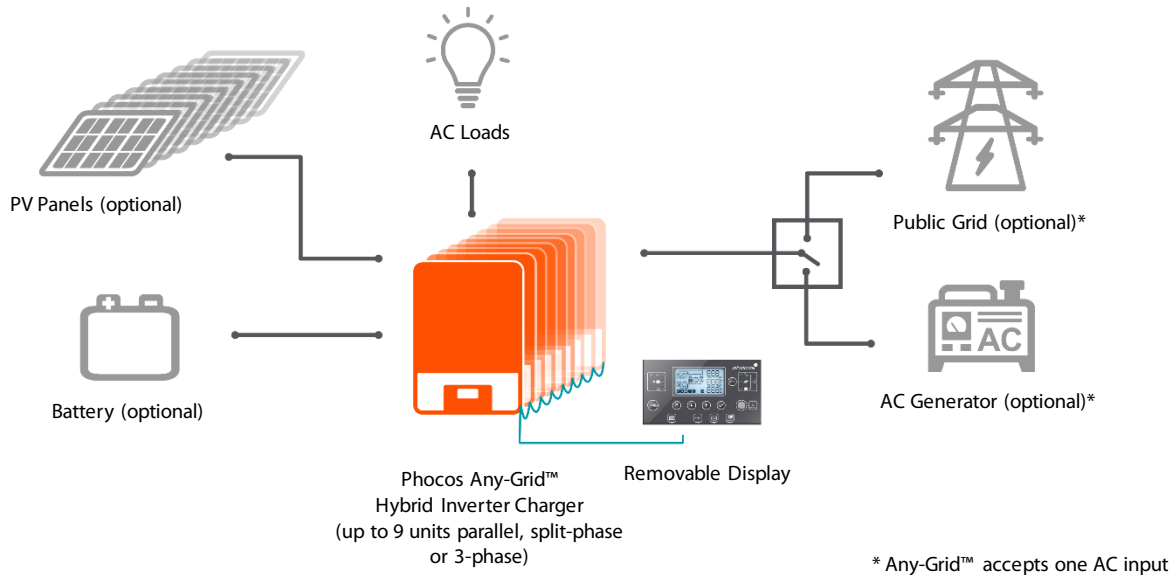 AC Loads
PV Panels (optional)
Public Grid (optional)*
AC
Battery (optional)
AC Generator (optional)*
Removable Display
Phocos Any-Grid™
Hybrid Inverter Charger
(up to 9 units parallel, split-phase
or 3-phase)
* Any-Grid™ accepts one AC input